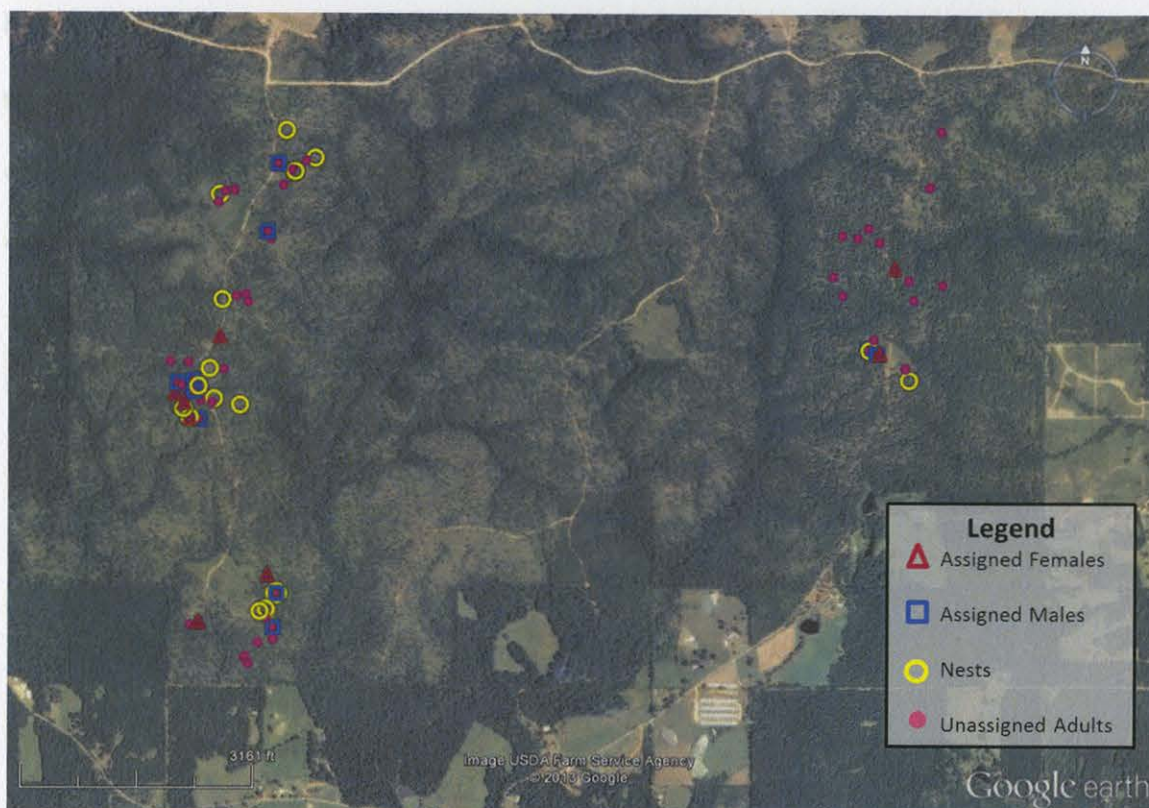 N
Legend
Assigned Females
Assigned Males
Nests
Unassigned Adults
3161 ft
Image USDA Farm Service Agency
© 2013 Google
Google earth